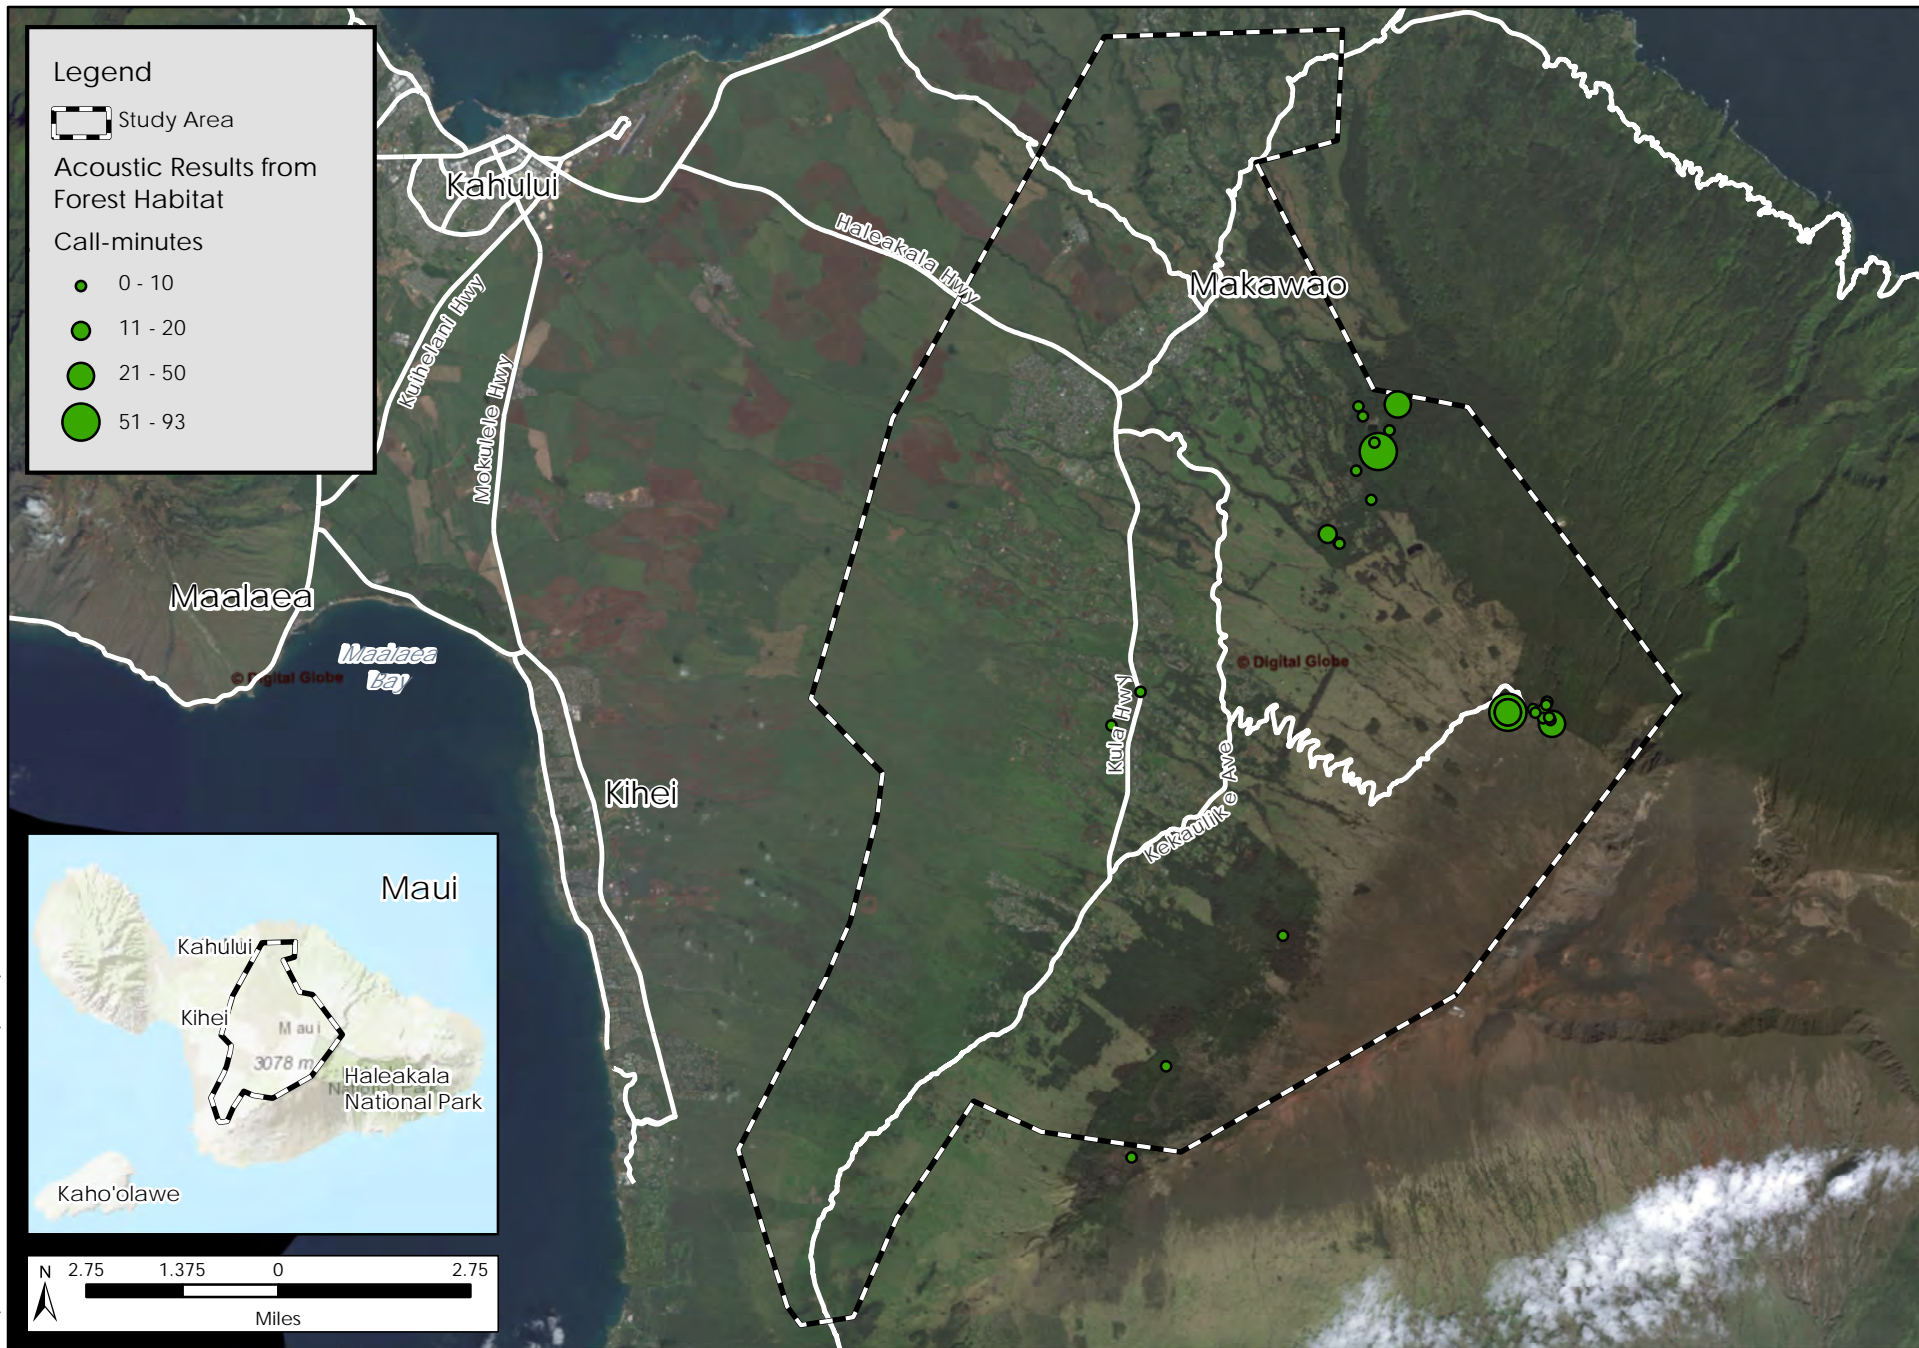 Legend
Study Area
Acoustic Results from
Forest Habitat
Call-minutes
0 - 10
11 - 20
21 - 50
51 - 93
Kahului
Haleakala Hwy
Makawao
Kuihelani Hwy
Mokulele Hwy
Maalaea
Maalaea
Bay
© Digital Globe
© Digital Globe
Kula Hwy
Kekaulike Ave
Kihei
Maui
Kahului
Kihei
Maui
3078 m
Haleakala
National Park
National Park
Kaho'olawe
N
2.75 1.375 0 2.75
Miles